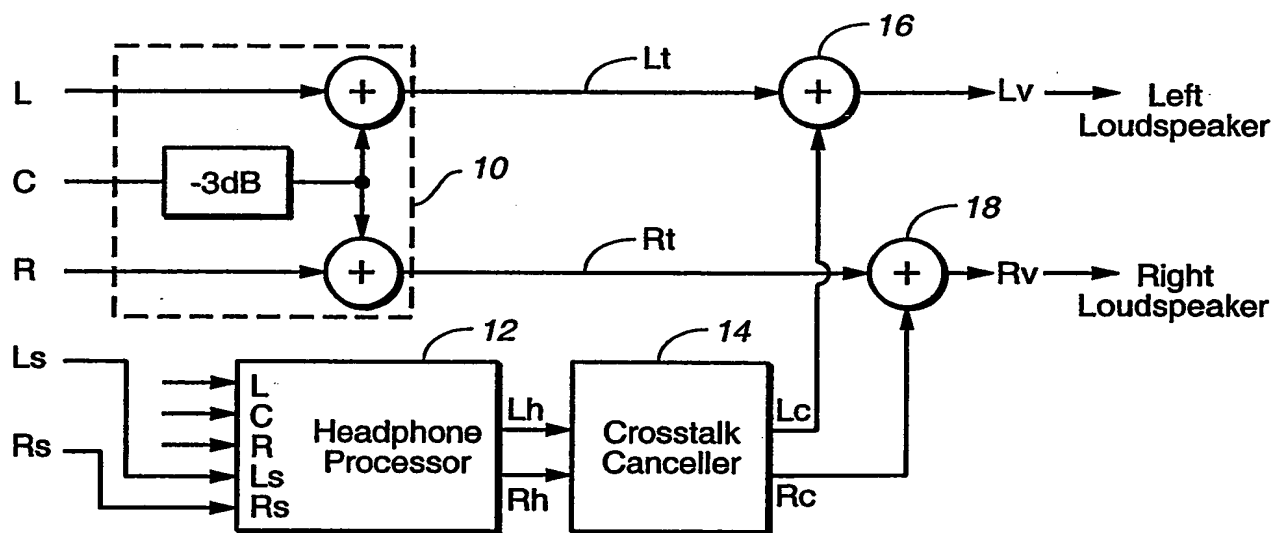 16
L
+
Lt
+
Lv
Left
Loudspeaker
C
-3dB
10
18
R
+
Rt
+
Rv
Right
Loudspeaker
12
14
Ls
L
C
R
Ls
Rs
Rs
Headphone
Processor
Lh
Rh
Crosstalk
Canceller
Lc
Rc